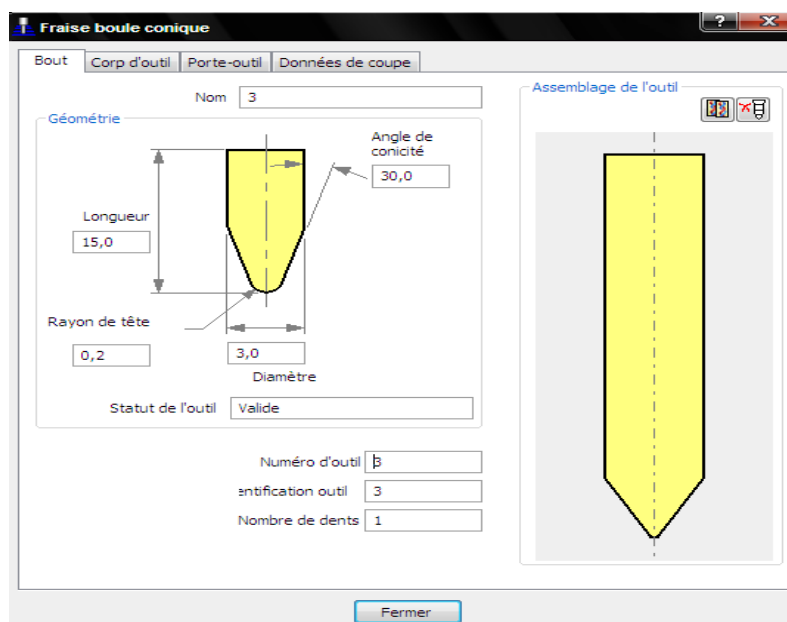 Fraise boule conique
?
Bout Corp d'outil Porte-outil Données de coupe
Nom 3
Géométrie
Angle de
conicité
30,0
Longueur
15,0
Rayon de tête
0,2
3,0
Diamètre
Statut de l'outil Valide
Numéro d'outil 3
entification outil 3
Nombre de dents 1
Assemblage de l'outil
Fermer